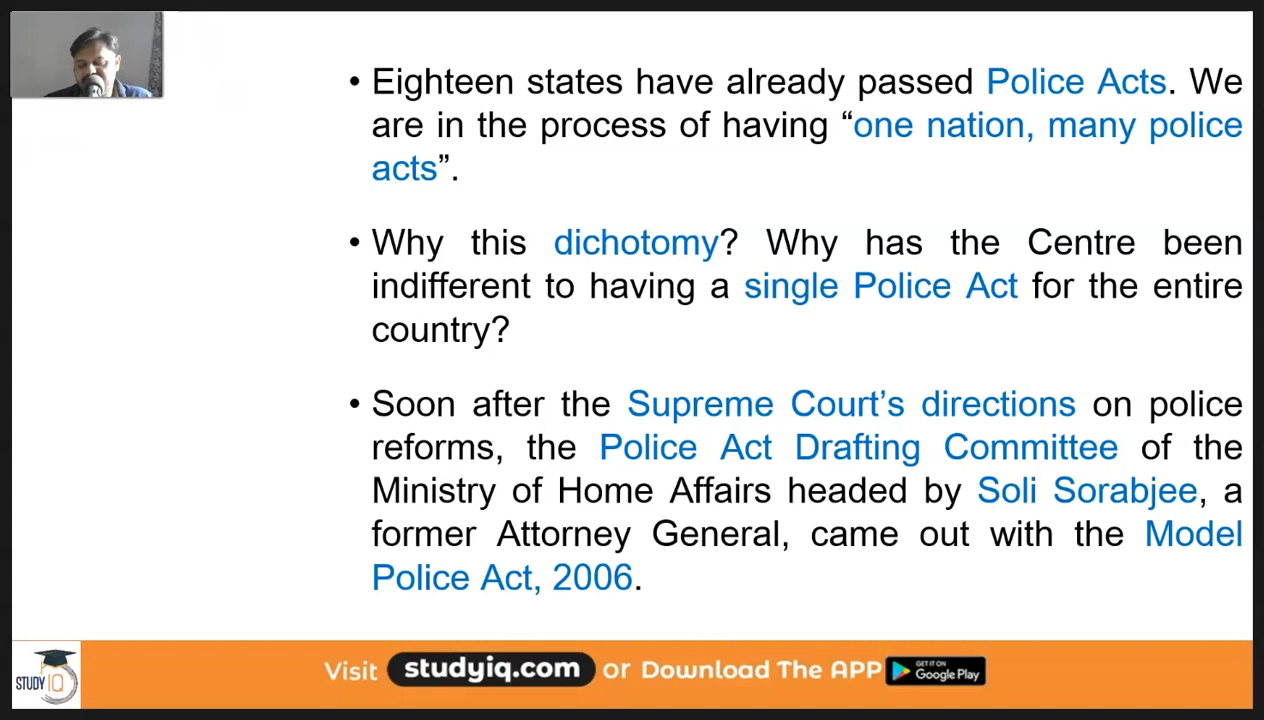 • Eighteen states have already passed Police Acts. We
are in the process of having “one nation, many police
acts”.
• Why this dichotomy? Why has the Centre been
indifferent to having a single Police Act for the entire
country?
• Soon after the Supreme Court’s directions on police
reforms, the Police Act Drafting Committee of the
Ministry of Home Affairs headed by Soli Sorabjee, a
former Attorney General, came out with the Model
Police Act, 2006.
STUDY IQ
Visit studyiq.com or Download The APP GET IT ON Google Play